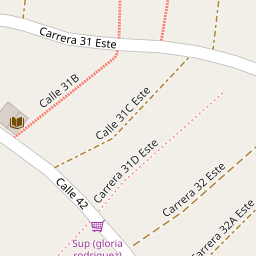 Carrera 31 Este
Calle 31B
Calle 31C Este
Carrera 31D Este
Calle 42
Carrera 32 Este
Carrera 32A Este
Sup (gloria
rodriguez)